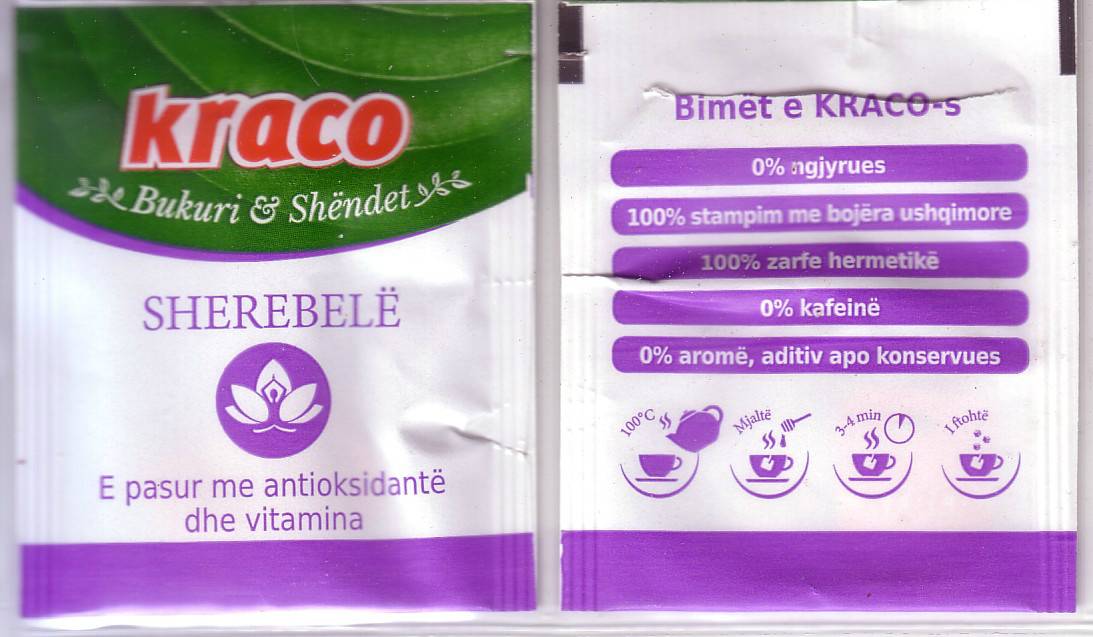 kraco
Bukuri & Shëndet
SHEREBELË
E pasur me antioksidantë
dhe vitamina
Bimët e KRACO-s
0% ngjyrues
100% stampim me bojëra ushqimore
100% zarfe hermetikë
0% kafeinë
0% aromë, aditiv apo konservues
100°C
Mjaltë
3-4 min
I ftohtë